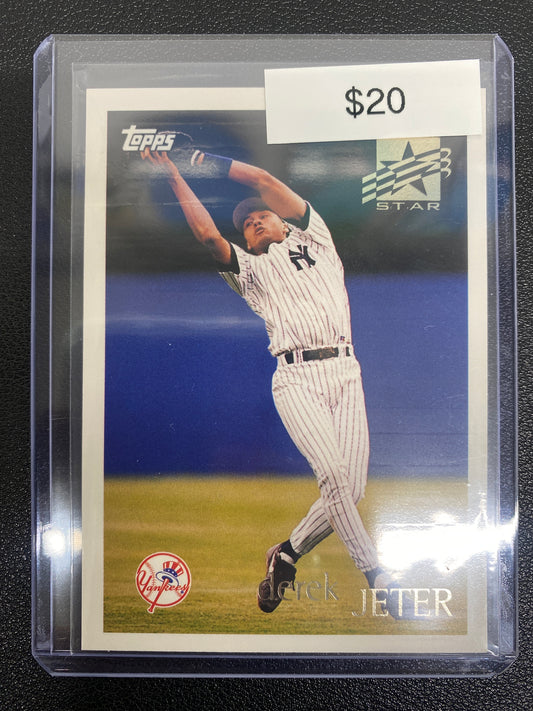 $20
Topps
STAR
NY
Yankees
derek JETER